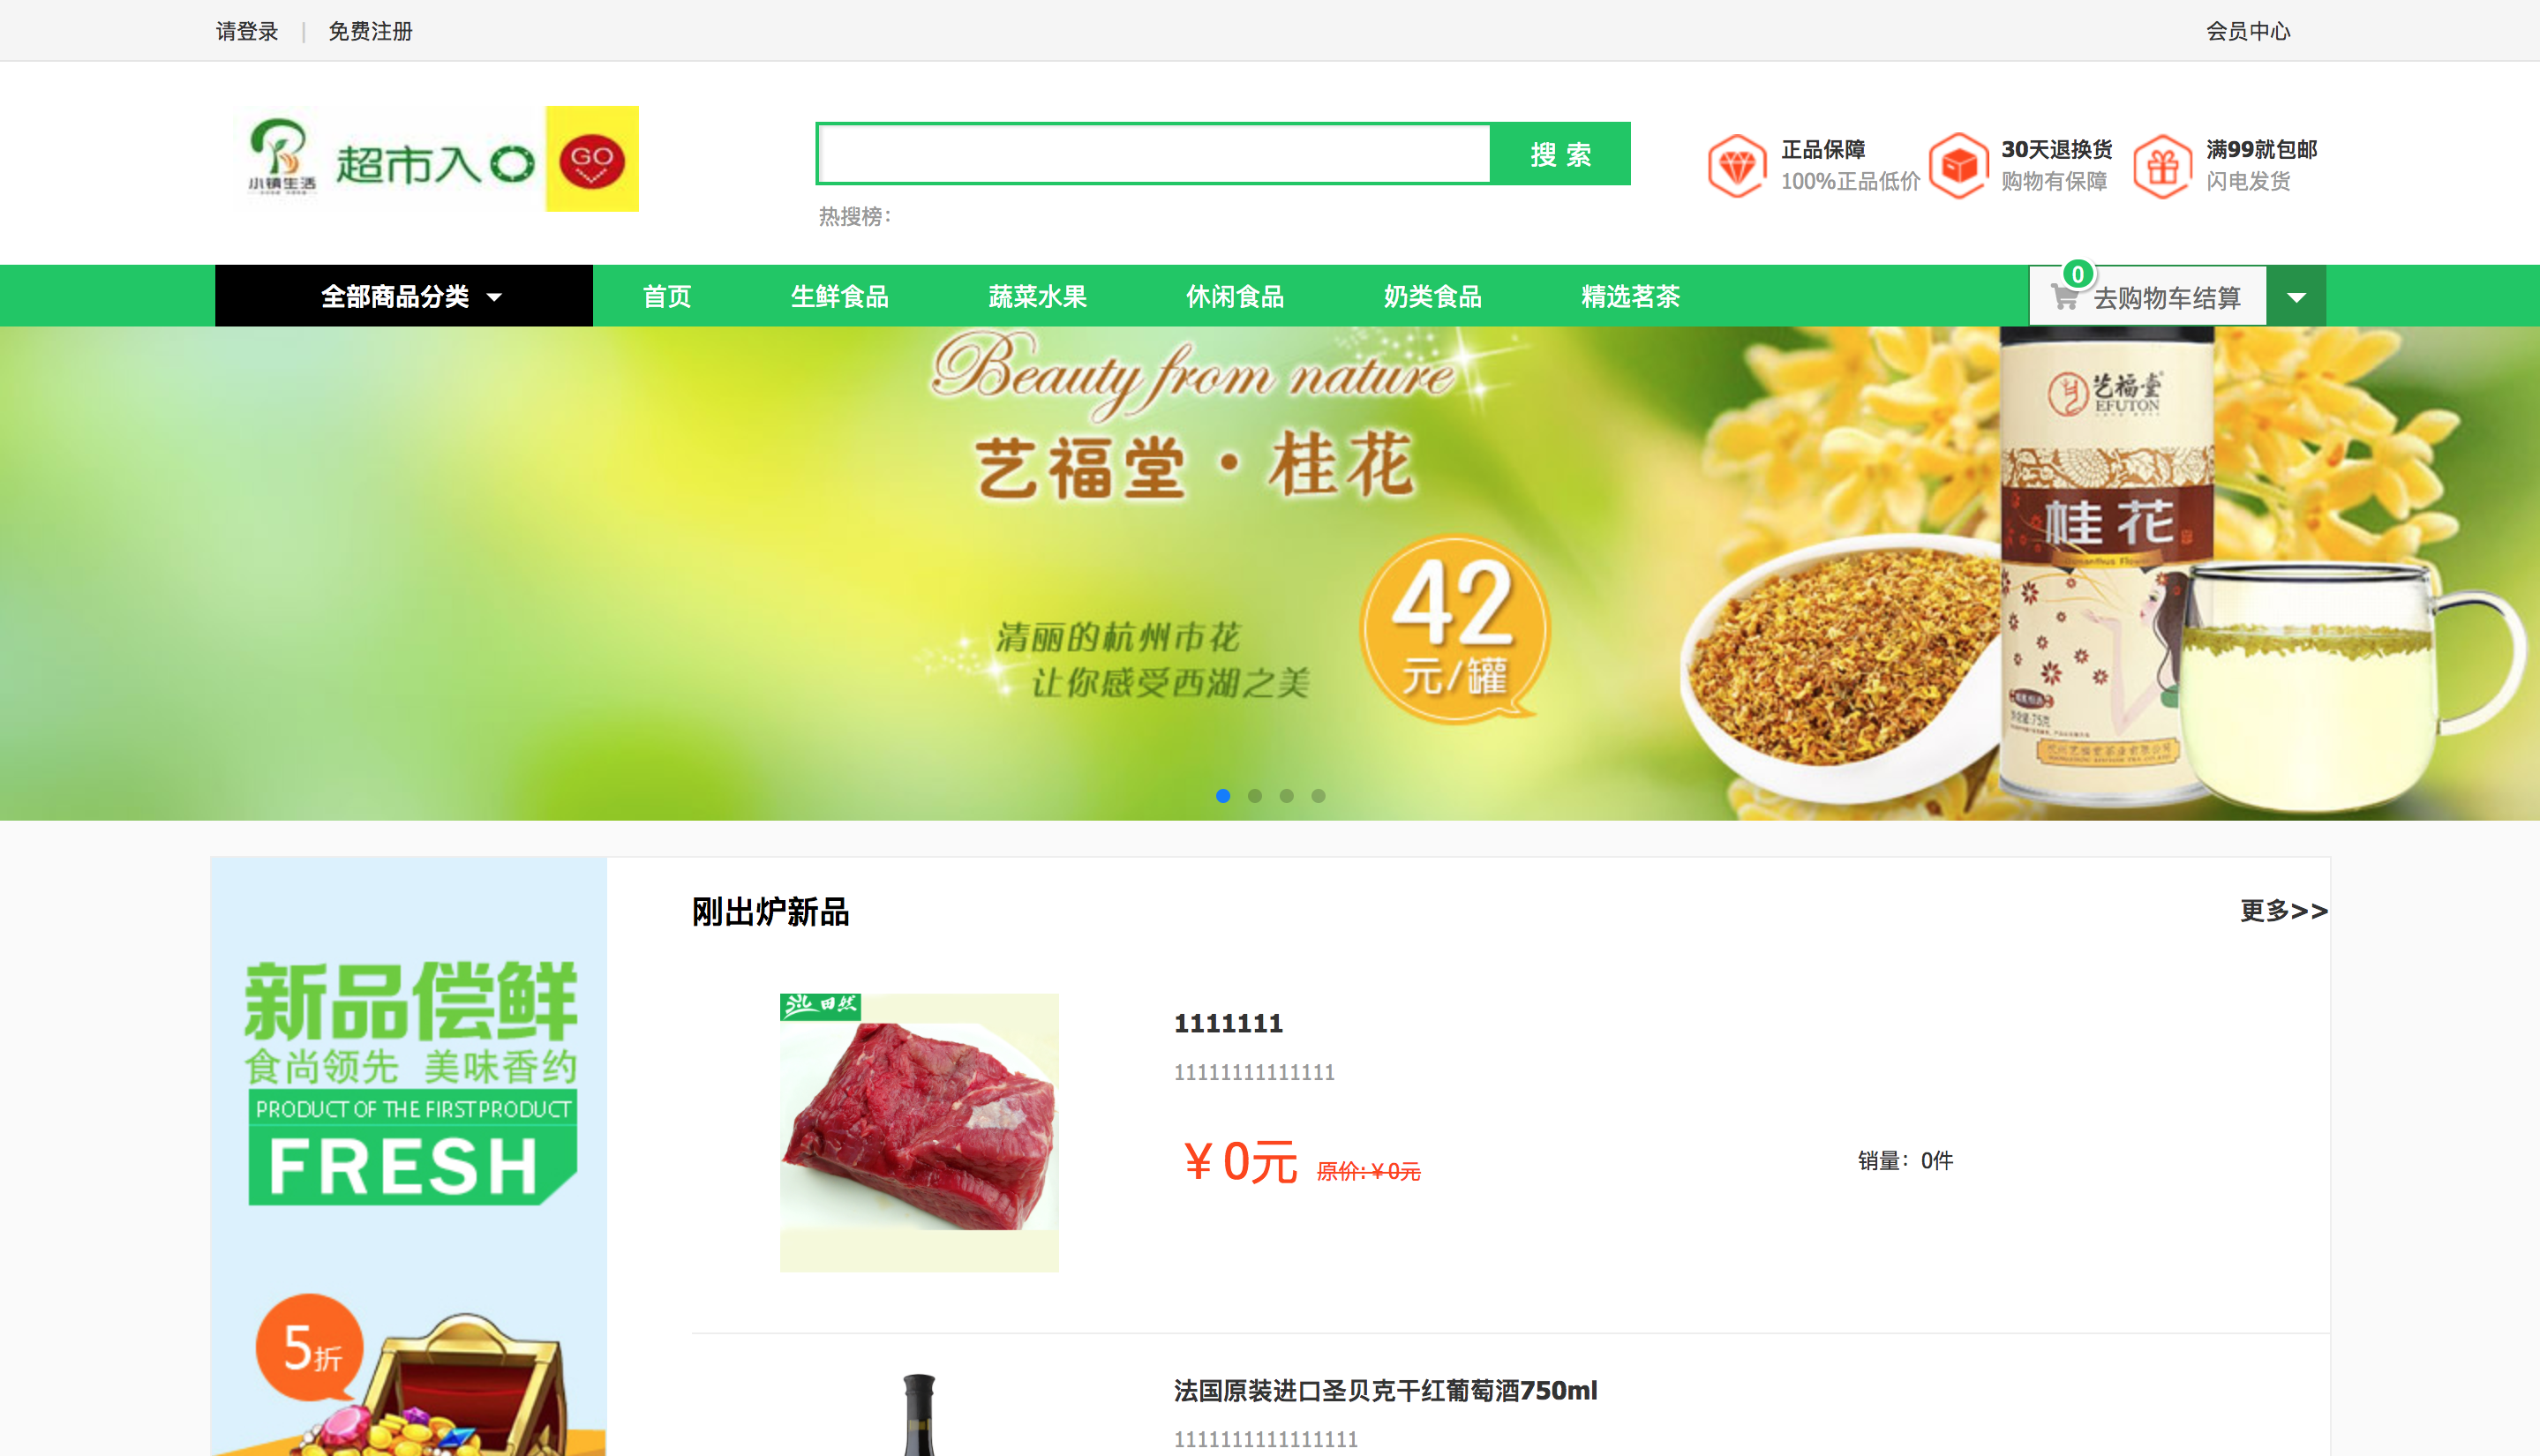 请登录 | 免费注册
会员中心
小镇生活
超市入口
GO
搜 索
热搜榜：
正品保障
100%正品低价
30天退换货
购物有保障
满99就包邮
闪电发货
全部商品分类
首页
生鲜食品
蔬菜水果
休闲食品
奶类食品
精选茗茶
0
去购物车结算
Beauty from nature
艺福堂·桂花
42
元/罐
清丽的杭州市花
让你感受西湖之美
艺福堂
EFUTON
桂花
新品偿鲜
食尚领先 美味香约
PRODUCT OF THE FIRSTPRODUCT
FRESH
5折
刚出炉新品
更多>>
田然
1111111
11111111111111
￥0元 原价:￥0元
销量：0件
法国原装进口圣贝克干红葡萄酒750ml
1111111111111111